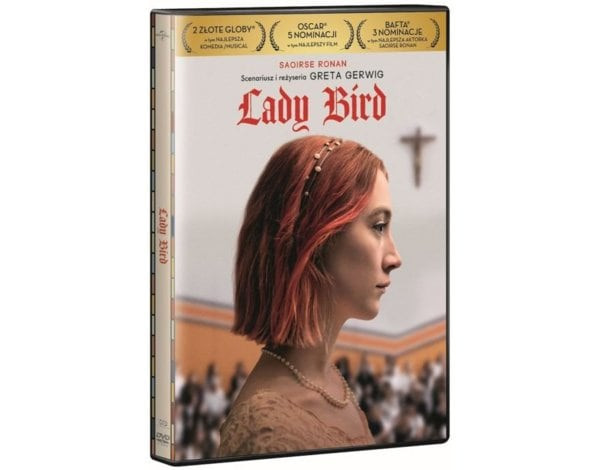 2 ZŁOTE GLOBY®
w tym NAJLEPSZA
KOMEDIA/MUSICAL
OSCAR®
5 NOMINACJI
w tym NAJLEPSZY FILM
BAFTA®
3 NOMINACJE
w tym NAJLEPSZA AKTORKA
SAOIRSE RONAN
SAOIRSE RONAN
Scenariusz i reżyseria GRETA GERWIG
Lady Bird
Lady Bird
DVD